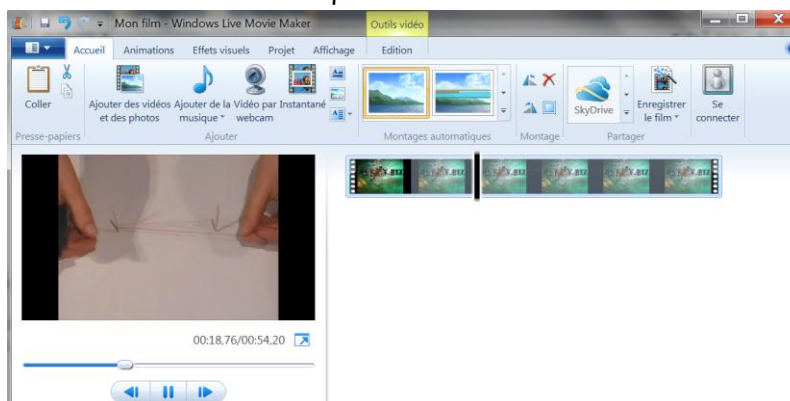 Mon film - Windows Live Movie Maker
Outils vidéo
Accueil Animations Effets visuels Projet Affichage Edition
Coller
Ajouter des vidéos et des photos
Ajouter de la musique
Vidéo par webcam
Instantané
SkyDrive
Enregistrer le film
Se connecter
Presse-papiers
Ajouter
Montages automatiques
Montage
Partager
00:18,76/00:54,20